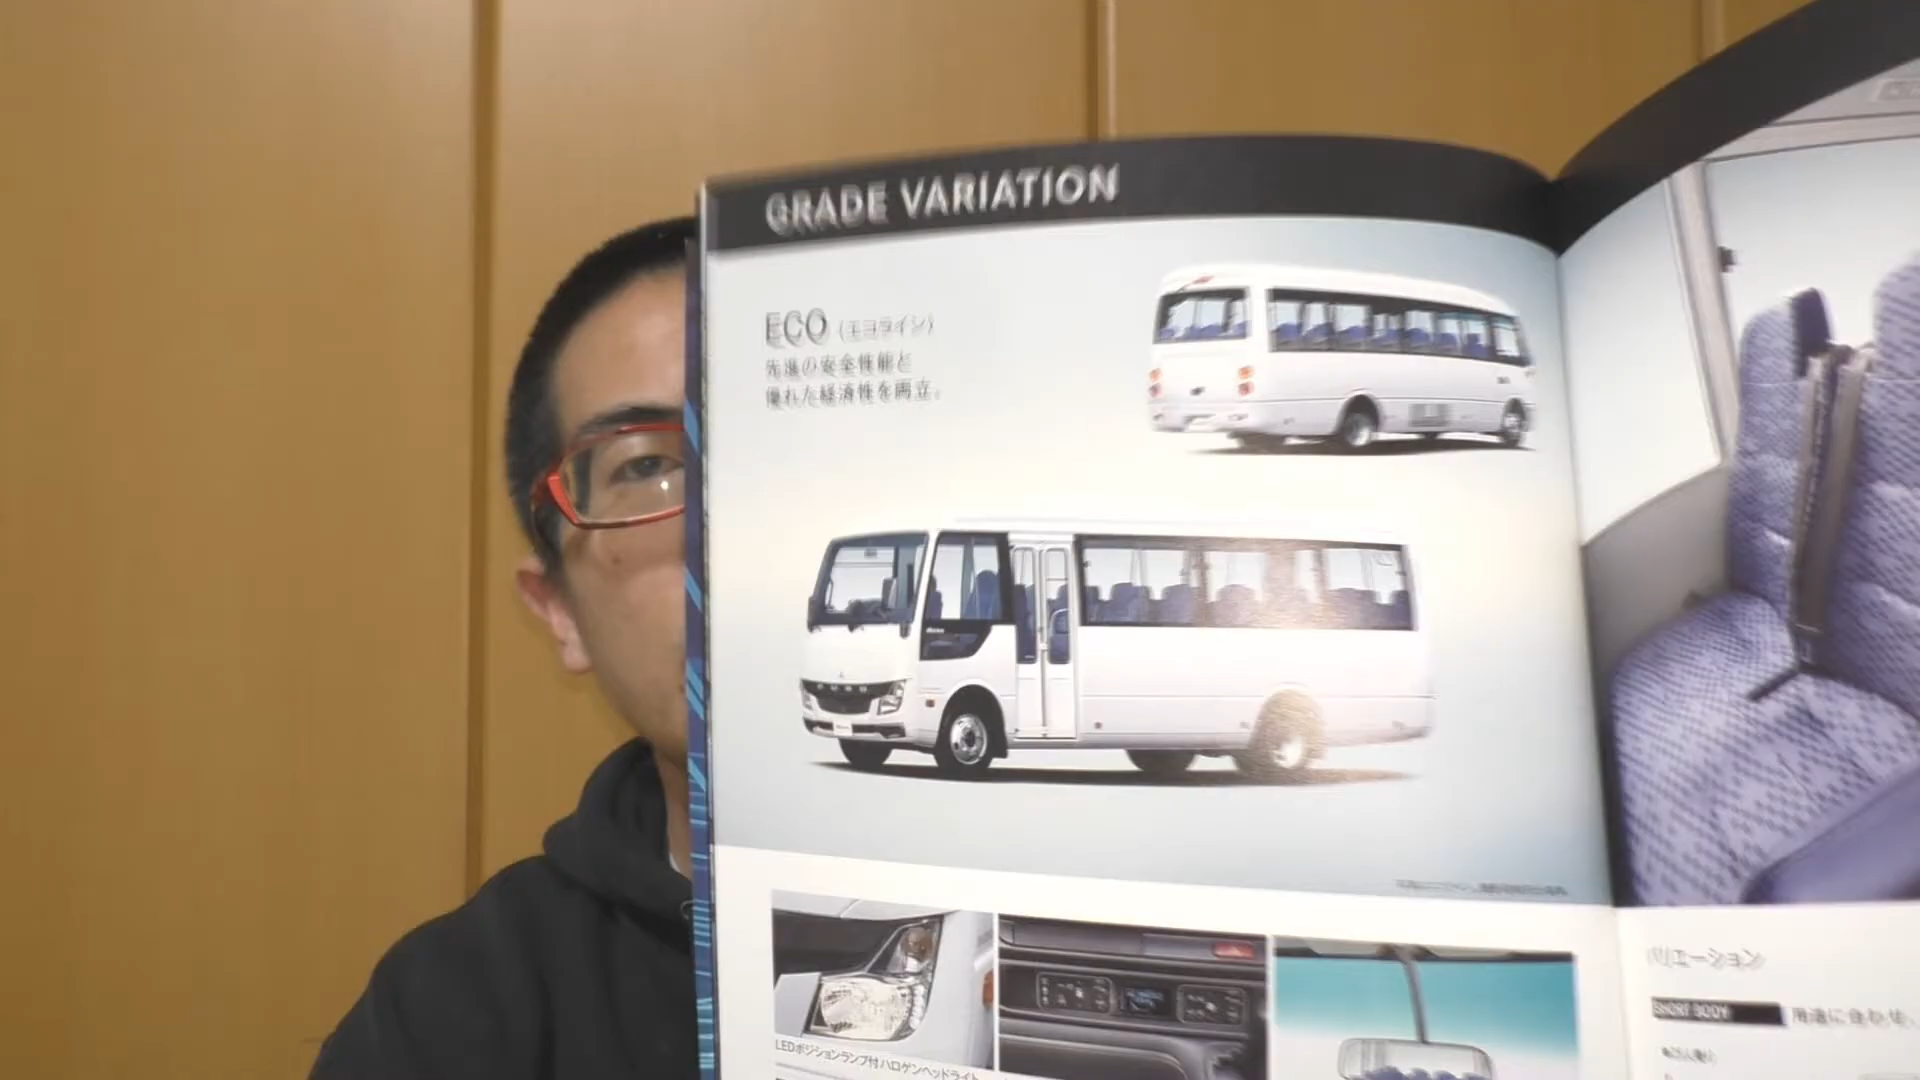 GRADE VARIATION
ECO (エコライン)
先進の安全性能と
優れた経済性を両立。
LEDポジションランプ付ハロゲンヘッドライト
バリエーション
SHORT BODY 用途に合わせ、